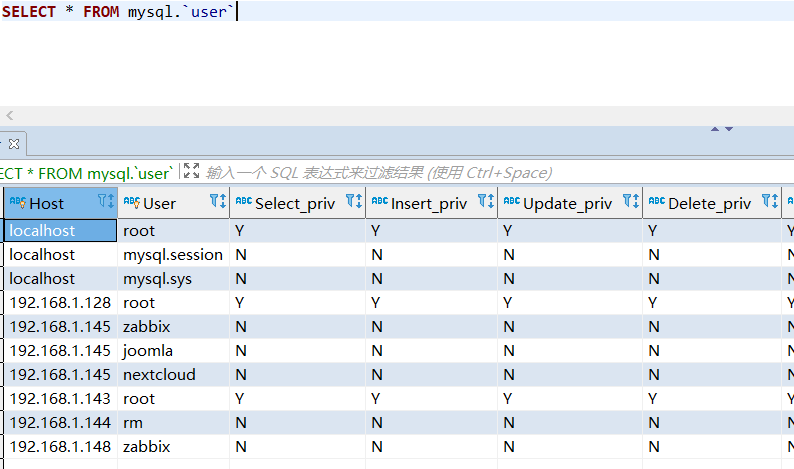 SELECT * FROM mysql.`user`
ECT * FROM mysql.`user` 输入一个 SQL 表达式来过滤结果 (使用 Ctrl+Space)
Host User Select_priv Insert_priv Update_priv Delete_priv
localhost root Y Y Y Y Y
localhost mysql.session N N N N N
localhost mysql.sys N N N N N
192.168.1.128 root Y Y Y Y Y
192.168.1.145 zabbix N N N N N
192.168.1.145 joomla N N N N N
192.168.1.145 nextcloud N N N N N
192.168.1.143 root Y Y Y Y Y
192.168.1.144 rm N N N N N
192.168.1.148 zabbix N N N N N